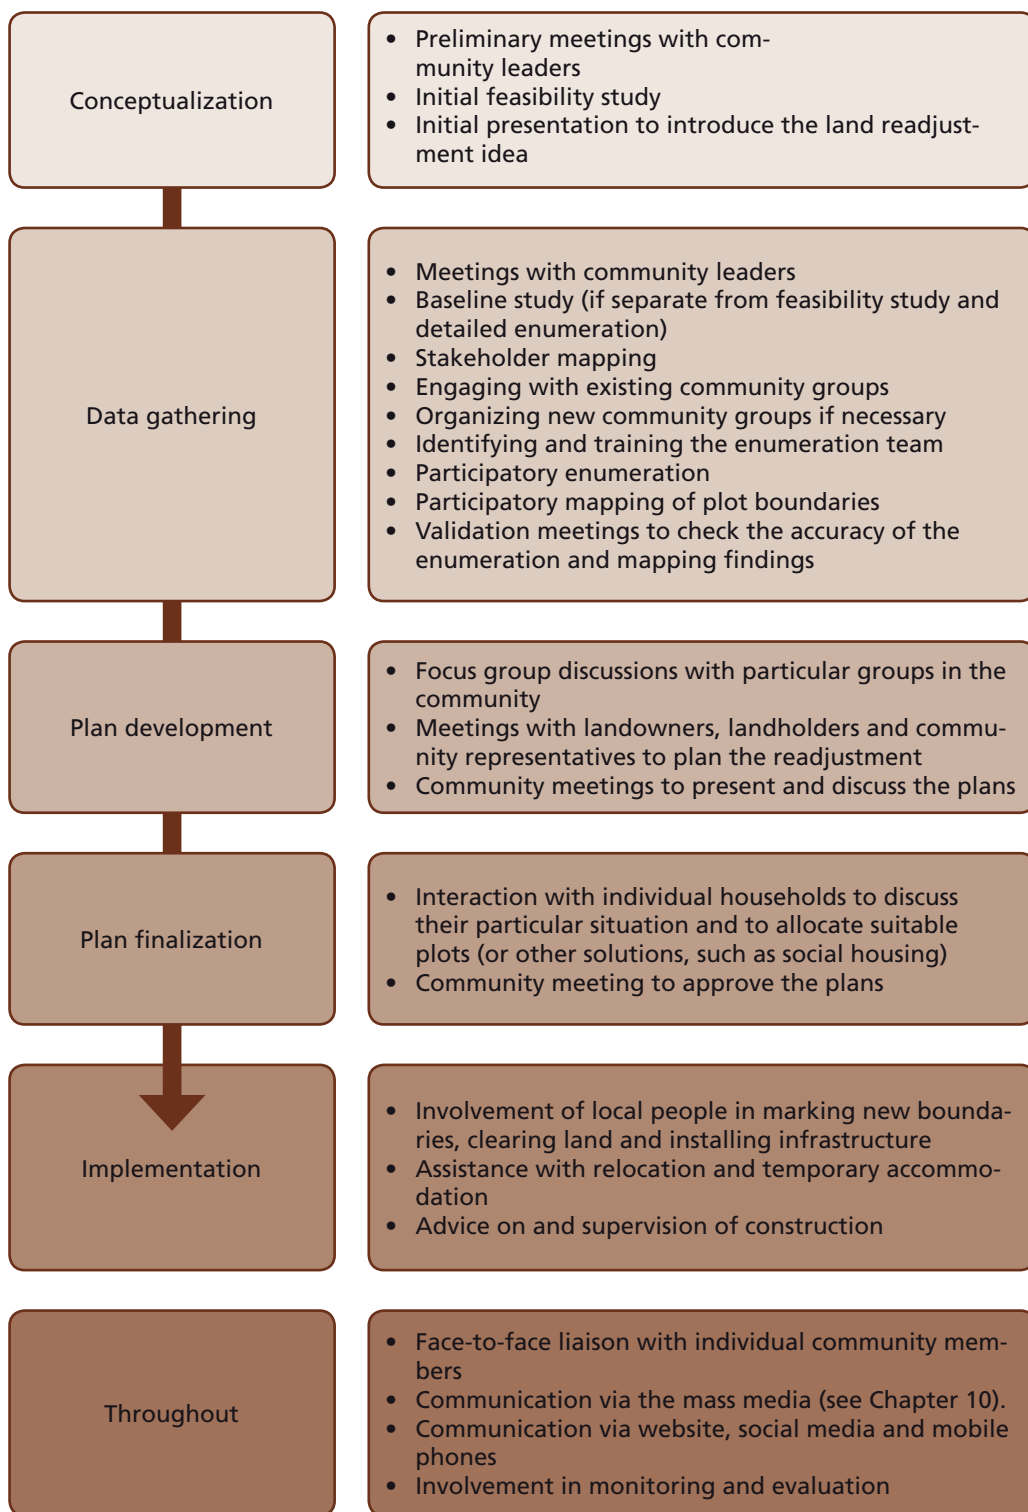 Conceptualization
• Preliminary meetings with com-
munity leaders
• Initial feasibility study
• Initial presentation to introduce the land readjust-
ment idea
Data gathering
• Meetings with community leaders
• Baseline study (if separate from feasibility study and
detailed enumeration)
• Stakeholder mapping
• Engaging with existing community groups
• Organizing new community groups if necessary
• Identifying and training the enumeration team
• Participatory enumeration
• Participatory mapping of plot boundaries
• Validation meetings to check the accuracy of the
enumeration and mapping findings
Plan development
• Focus group discussions with particular groups in the
community
• Meetings with landowners, landholders and commu-
nity representatives to plan the readjustment
• Community meetings to present and discuss the plans
Plan finalization
• Interaction with individual households to discuss
their particular situation and to allocate suitable
plots (or other solutions, such as social housing)
• Community meeting to approve the plans
Implementation
• Involvement of local people in marking new bounda-
ries, clearing land and installing infrastructure
• Assistance with relocation and temporary accommo-
dation
• Advice on and supervision of construction
Throughout
• Face-to-face liaison with individual community mem-
bers
• Communication via the mass media (see Chapter 10).
• Communication via website, social media and mobile
phones
• Involvement in monitoring and evaluation